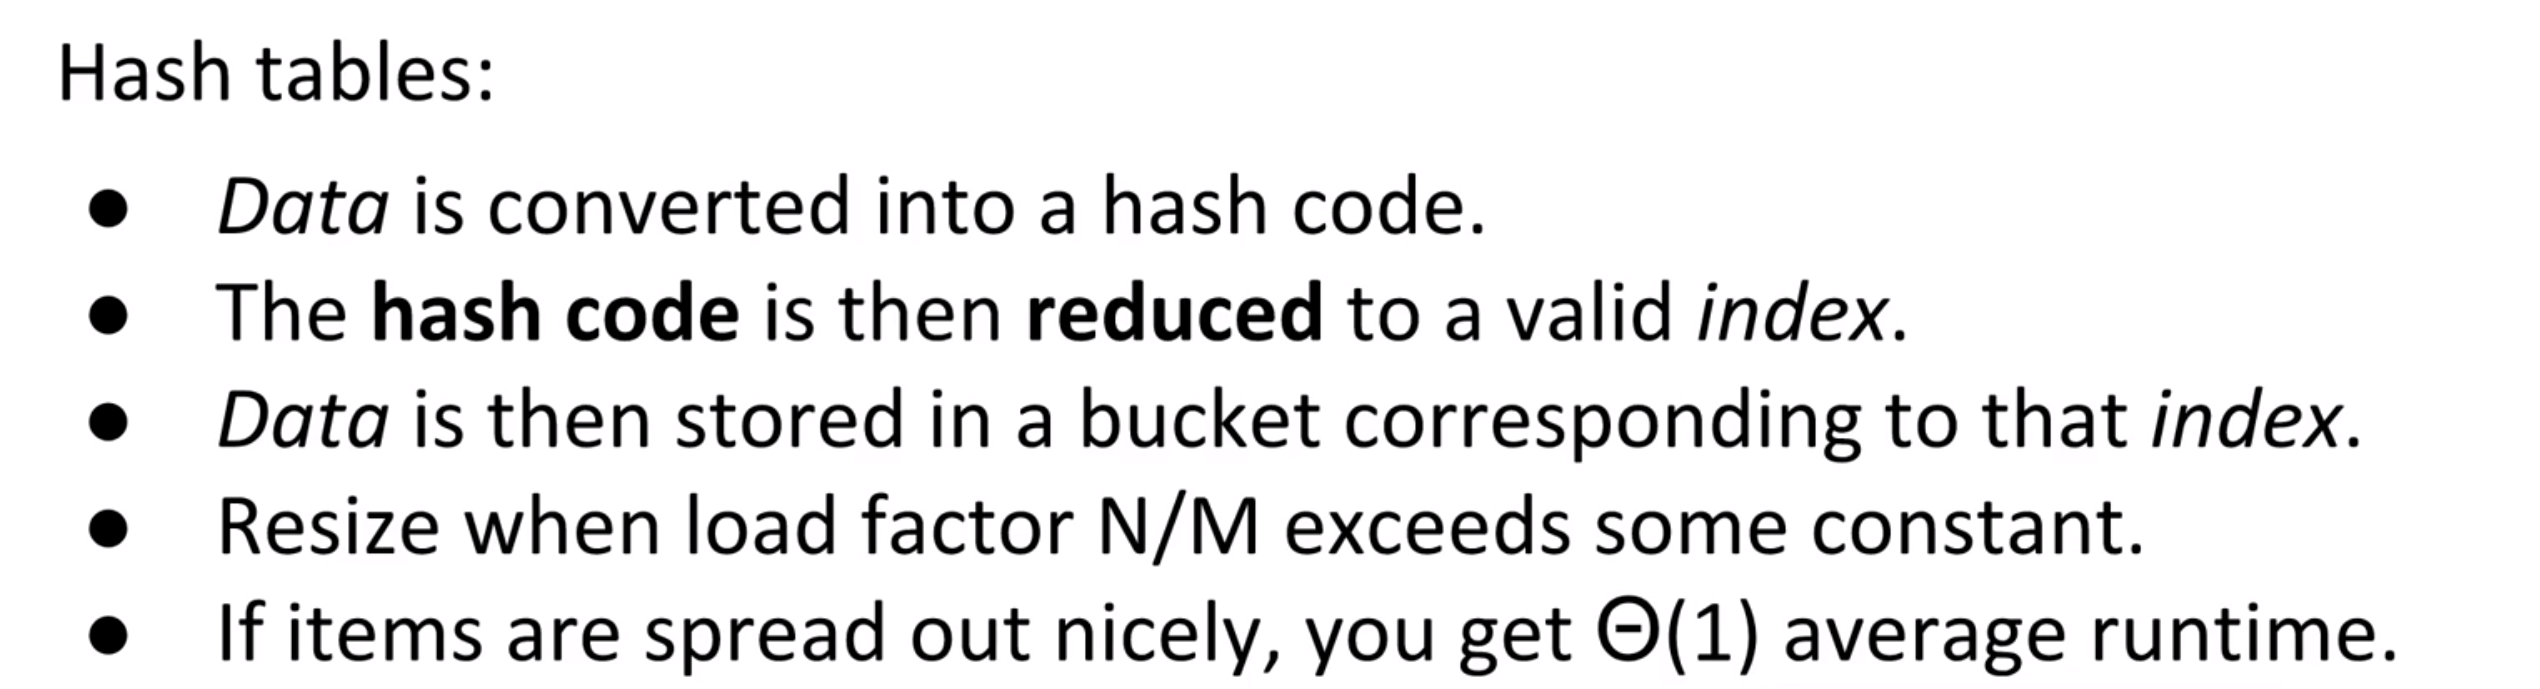 Hash tables:
● Data is converted into a hash code.
● The hash code is then reduced to a valid index.
● Data is then stored in a bucket corresponding to that index.
● Resize when load factor N/M exceeds some constant.
● If items are spread out nicely, you get Θ(1) average runtime.